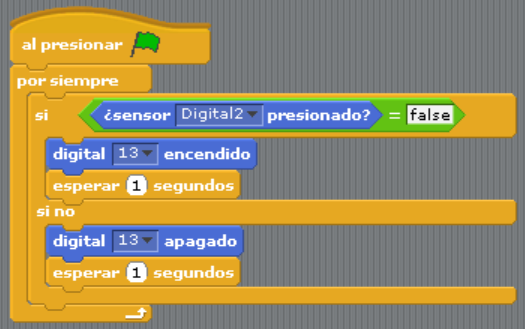 al presionar
por siempre
si ¿sensor Digital2 presionado? = false
digital 13 encendido
esperar 1 segundos
si no
digital 13 apagado
esperar 1 segundos